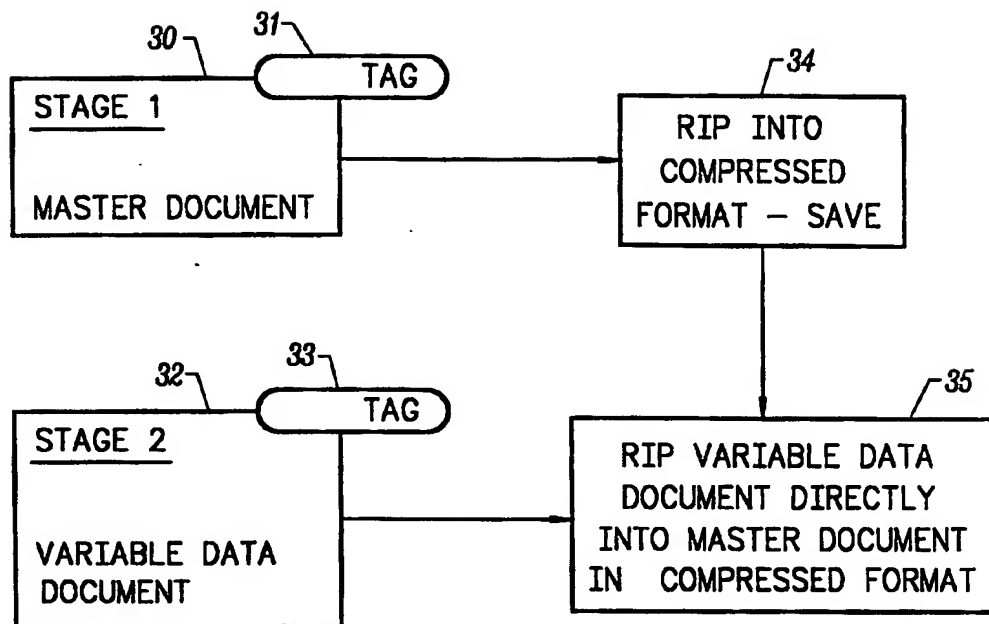 30
31
TAG
STAGE 1
MASTER DOCUMENT
34
RIP INTO
COMPRESSED
FORMAT – SAVE
32
33
TAG
STAGE 2
VARIABLE DATA
DOCUMENT
35
RIP VARIABLE DATA
DOCUMENT DIRECTLY
INTO MASTER DOCUMENT
IN COMPRESSED FORMAT